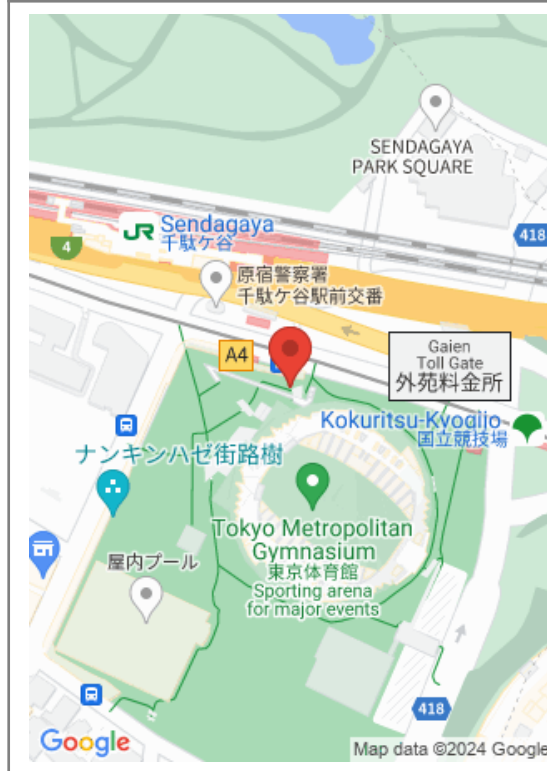 SENDAGAYA
PARK SQUARE
418
JR Sendagaya
千駄ケ谷
4
原宿警察署
千駄ケ谷駅前交番
A4
Gaien
Toll Gate
外苑料金所
Kokuritsu-Kyogijo
国立競技場
ナンキンハゼ街路樹
Tokyo Metropolitan
Gymnasium
東京体育館
Sporting arena
for major events
屋内プール
418
Google
Map data ©2024 Google